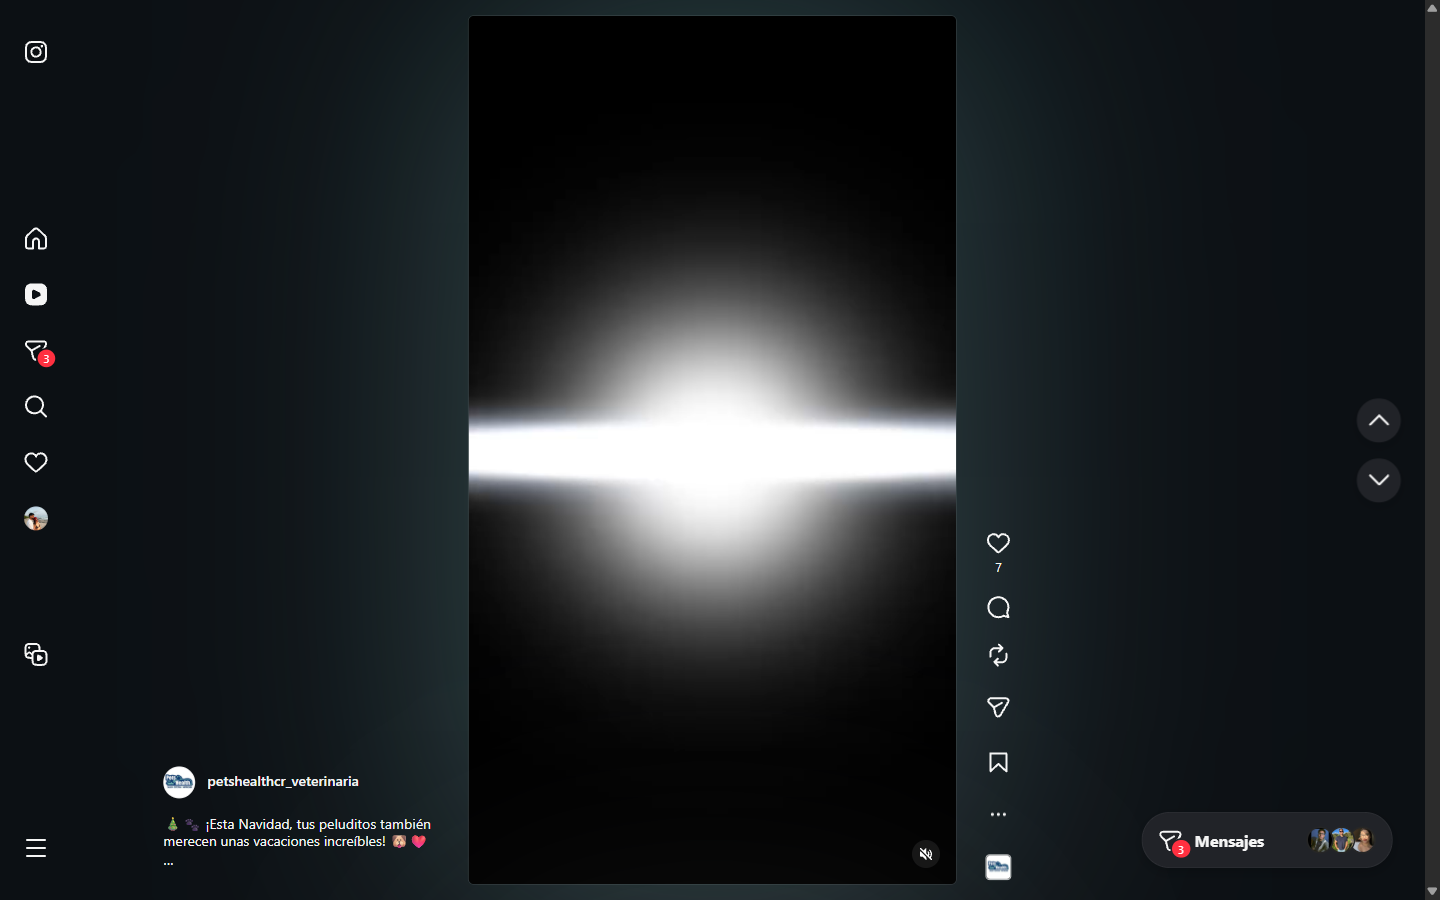 3
7
petshealthcr_veterinaria
🎄 🐾 ¡Esta Navidad, tus peluditos también
merecen unas vacaciones increíbles! 🐶 💖
...
3
Mensajes